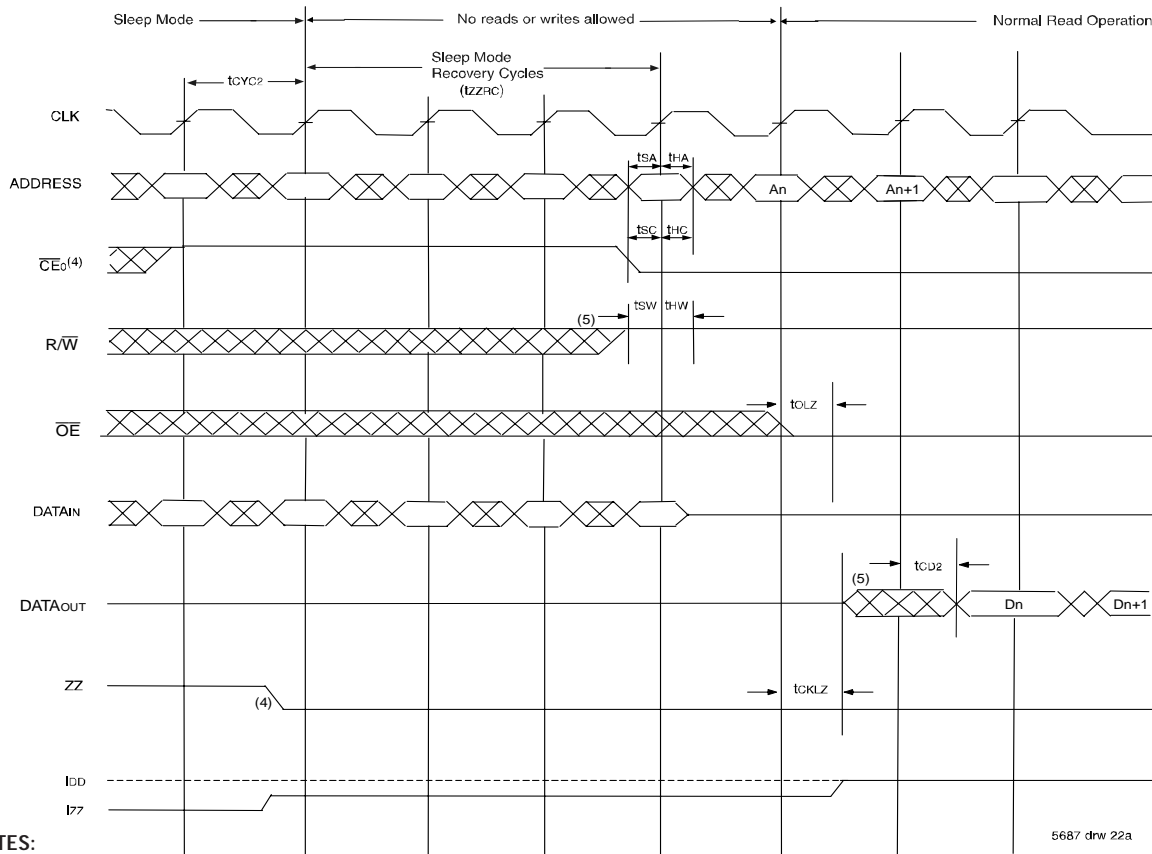 Sleep Mode
No reads or writes allowed
Normal Read Operation
Sleep Mode
Recovery Cycles
(tZZRC)
tCYC2
CLK
tSA tHA
ADDRESS
An
An+1
tSC tHC
CE0(4)
tSW tHW
(5)
R/W
tOLZ
OE
DATAIN
tCD2
(5)
DATAOUT
Dn
Dn+1
ZZ
(4)
tCKLZ
IDD
IZZ
5687 drw 22a
TES: